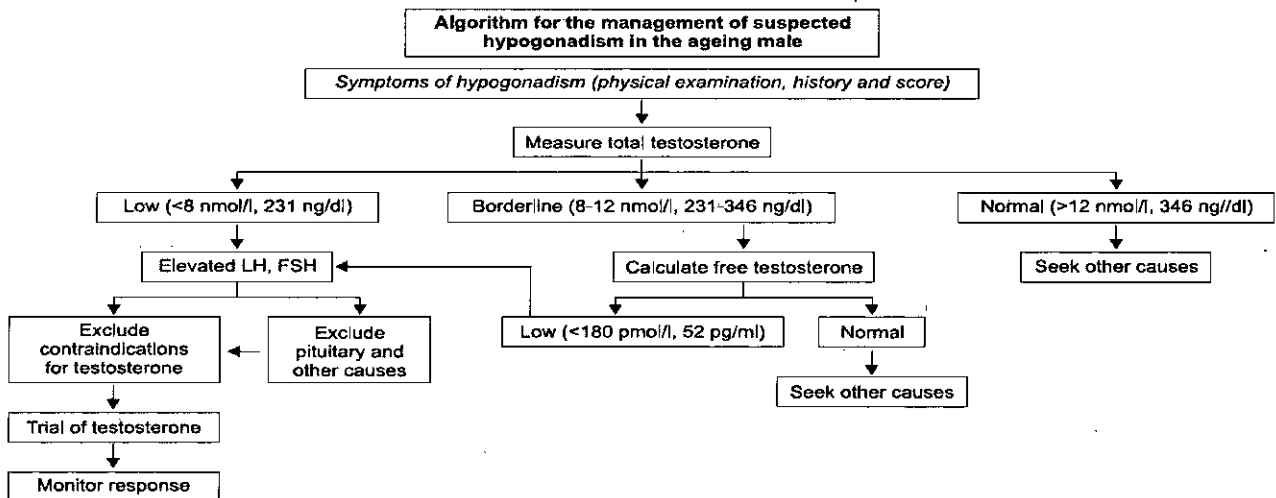 Algorithm for the management of suspected
hypogonadism in the ageing male
Symptoms of hypogonadism (physical examination, history and score)
Measure total testosterone
Low (<8 nmol/l, 231 ng/dl)
Borderline (8-12 nmol/l, 231-346 ng/dl)
Normal (>12 nmol/l, 346 ng//dl)
Elevated LH, FSH
Calculate free testosterone
Seek other causes
Exclude
contraindications
for testosterone
Exclude
pituitary and
other causes
Low (<180 pmol/l, 52 pg/ml)
Normal
Seek other causes
Trial of testosterone
Monitor response